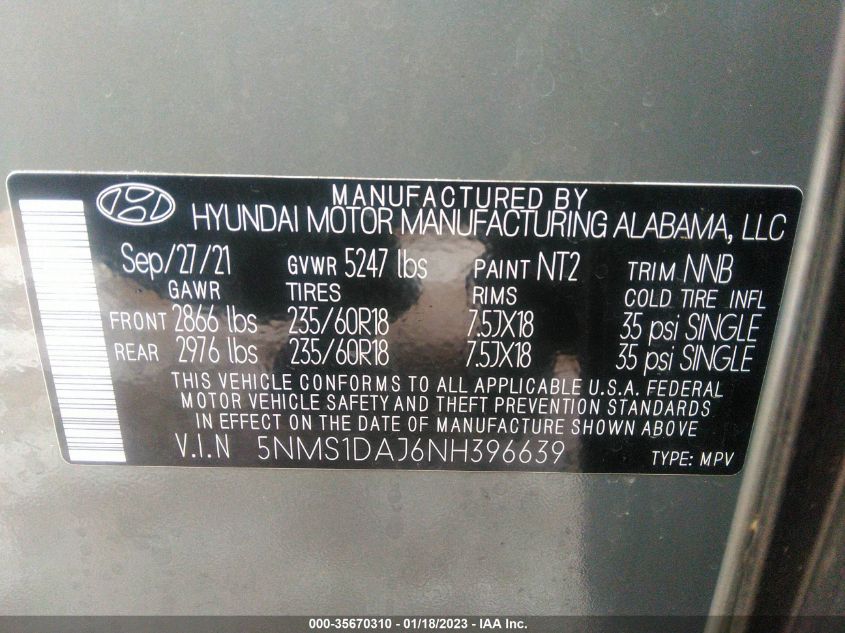 MANUFACTURED BY
HYUNDAI MOTOR MANUFACTURING ALABAMA, LLC
Sep/27/21 GVWR 5247 lbs PAINT NT2 TRIM NNB
GAWR TIRES RIMS COLD TIRE INFL
FRONT 2866 lbs 235/60R18 7.5JX18 35 psi SINGLE
REAR 2976 lbs 235/60R18 7.5JX18 35 psi SINGLE
THIS VEHICLE CONFORMS TO ALL APPLICABLE U.S.A. FEDERAL
MOTOR VEHICLE SAFETY AND THEFT PREVENTION STANDARDS
IN EFFECT ON THE DATE OF MANUFACTURE SHOWN ABOVE
V.I.N 5NMS1DAJ6NH396639 TYPE: MPV
000-35670310 - 01/18/2023 - IAA Inc.